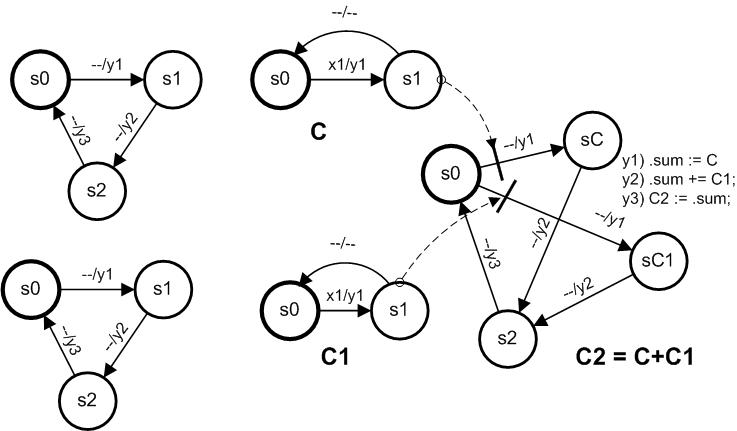 s0
--/y1
s1
--/y2
--/y3
s2
s0
--/y1
s1
--/y2
--/y3
s2
--/--
s0
x1/y1
s1
C
--/--
s0
x1/y1
s1
C1
s0
--/y1
sC
--/y1
--/y2
--/y3
sC1
--/y2
s2
y1) .sum := C
y2) .sum += C1;
y3) C2 := .sum;
C2 = C+C1